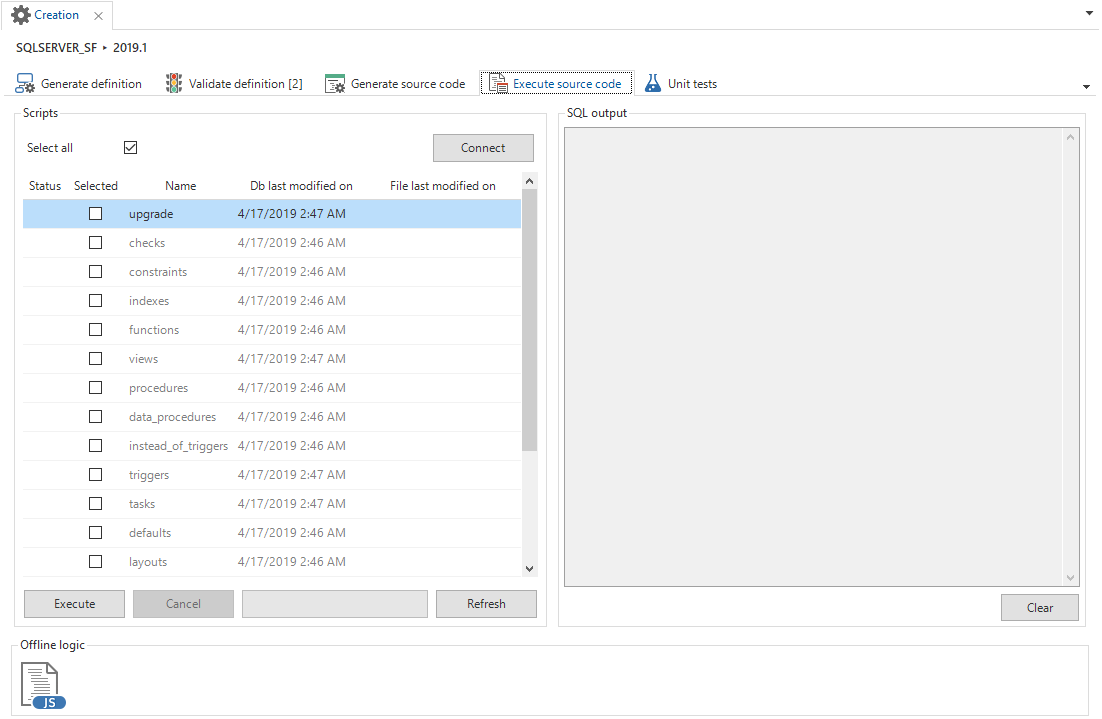 Creation
SQLSERVER_SF ▸ 2019.1
Generate definition Validate definition [2] Generate source code Execute source code Unit tests
Scripts
Select all
Connect
Status Selected Name Db last modified on File last modified on
upgrade 4/17/2019 2:47 AM
checks 4/17/2019 2:46 AM
constraints 4/17/2019 2:46 AM
indexes 4/17/2019 2:46 AM
functions 4/17/2019 2:46 AM
views 4/17/2019 2:47 AM
procedures 4/17/2019 2:46 AM
data_procedures 4/17/2019 2:46 AM
instead_of_triggers 4/17/2019 2:46 AM
triggers 4/17/2019 2:47 AM
tasks 4/17/2019 2:47 AM
defaults 4/17/2019 2:46 AM
layouts 4/17/2019 2:46 AM
Execute Cancel Refresh
SQL output
Clear
Offline logic
JS